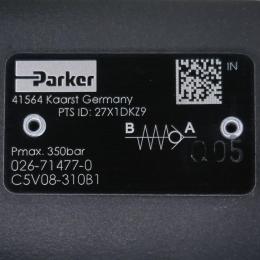 Parker
IN
41564 Kaarst Germany
PTS ID: 27X1DKZ9
B A
Pmax. 350bar
Q05
026-71477-0
C5V08-310B1